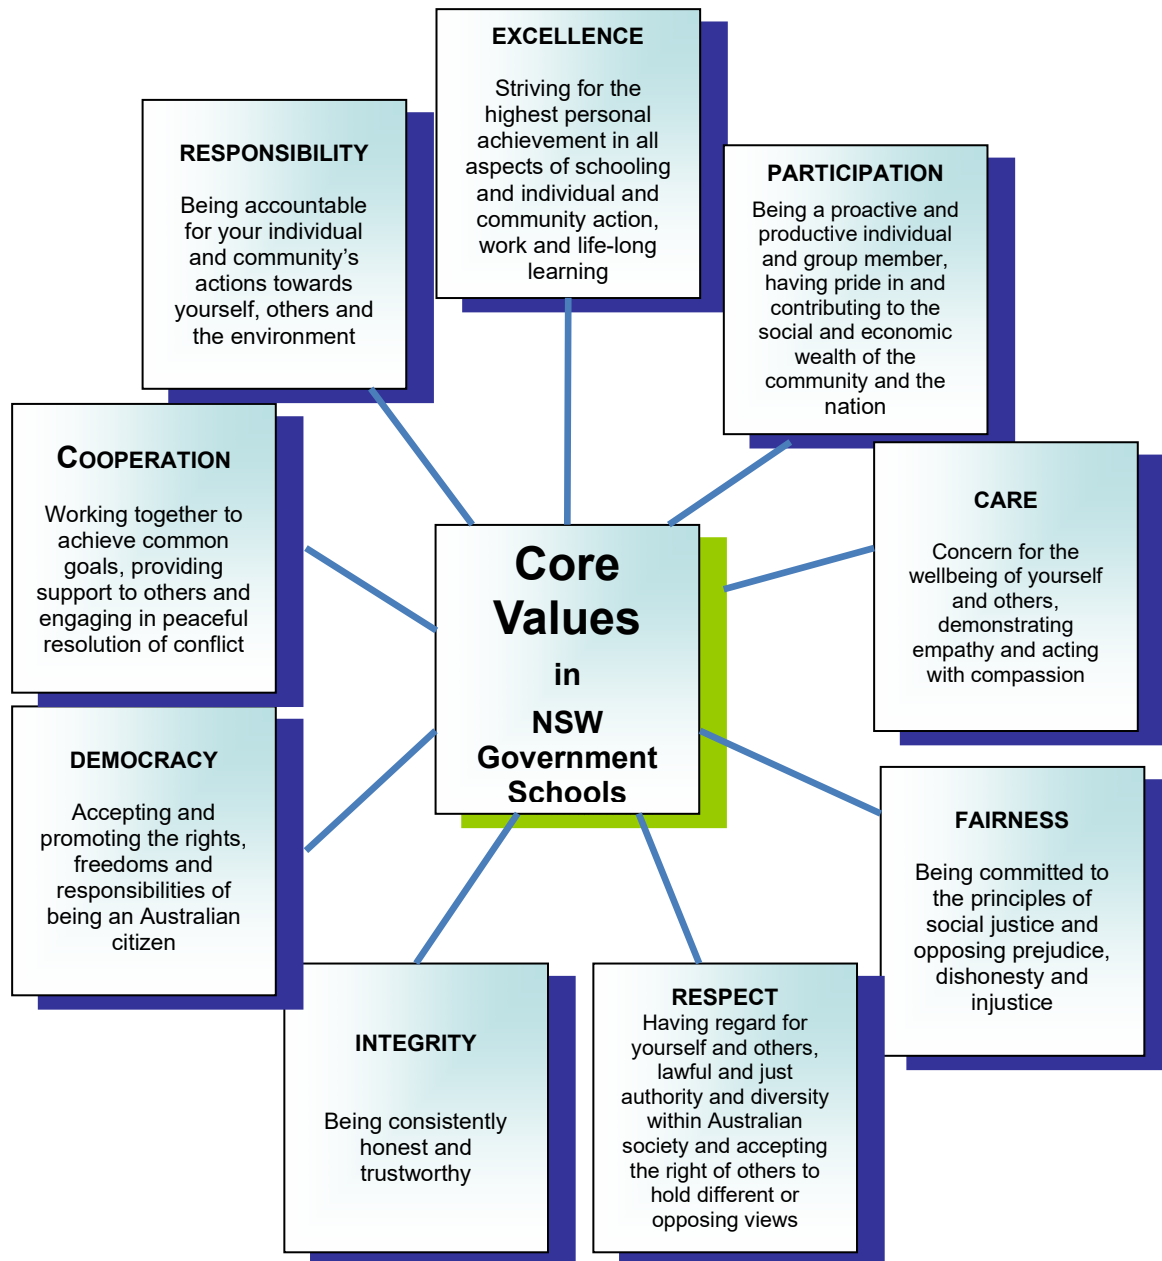 EXCELLENCE
Striving for the
highest personal
achievement in all
aspects of schooling
and individual and
community action,
work and life-long
learning
RESPONSIBILITY
Being accountable
for your individual
and community’s
actions towards
yourself, others and
the environment
PARTICIPATION
Being a proactive and
productive individual
and group member,
having pride in and
contributing to the
social and economic
wealth of the
community and the
nation
COOPERATION
Working together to
achieve common
goals, providing
support to others and
engaging in peaceful
resolution of conflict
Core
Values
in
NSW
Government
Schools
CARE
Concern for the
wellbeing of yourself
and others,
demonstrating
empathy and acting
with compassion
DEMOCRACY
Accepting and
promoting the rights,
freedoms and
responsibilities of
being an Australian
citizen
FAIRNESS
Being committed to
the principles of
social justice and
opposing prejudice,
dishonesty and
injustice
INTEGRITY
Being consistently
honest and
trustworthy
RESPECT
Having regard for
yourself and others,
lawful and just
authority and diversity
within Australian
society and accepting
the right of others to
hold different or
opposing views